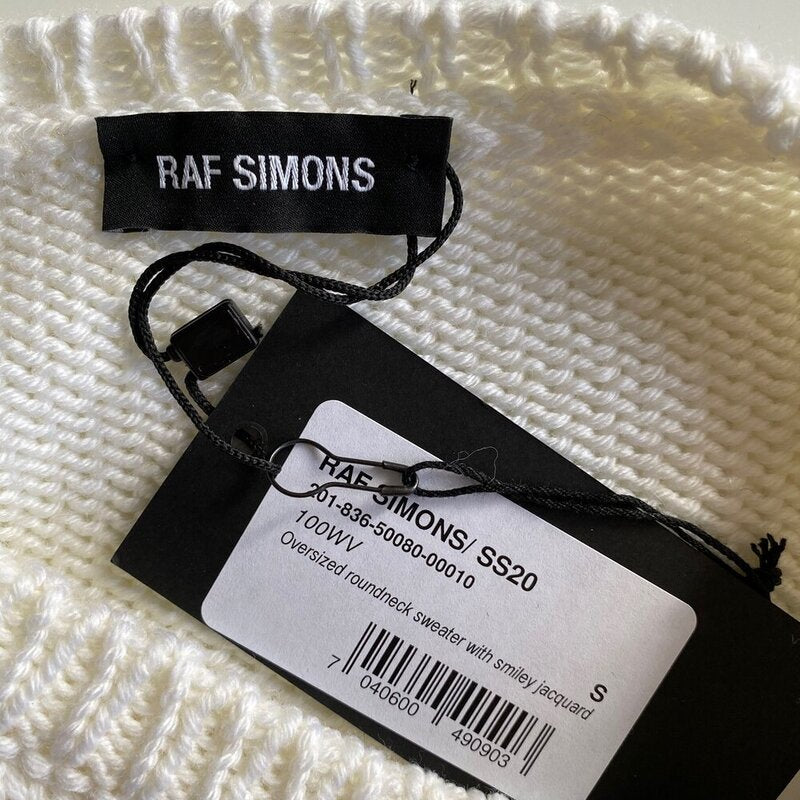 RAF SIMONS
RAF SIMONS/ SS20
201-836-50080-00010
100WV
Oversized roundneck sweater with smiley jacquard
S
7 040600 490903